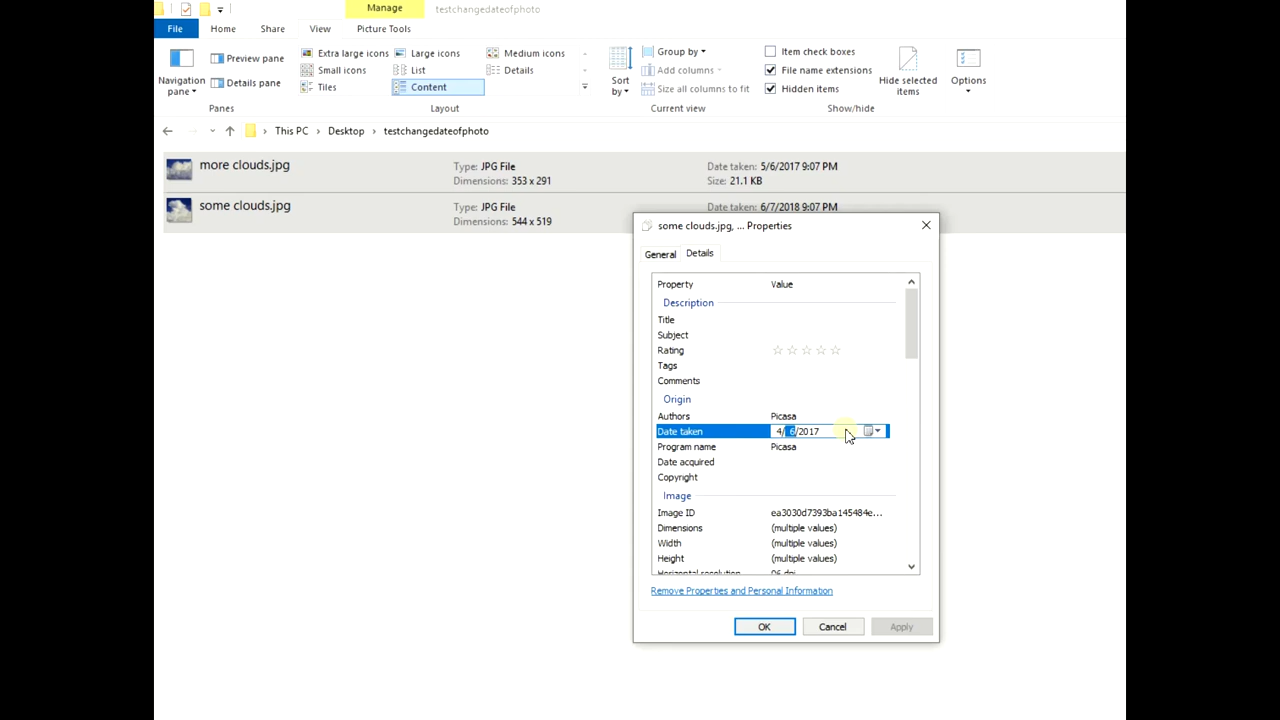 Manage
testchangedateofphoto
File
Home
Share
View
Picture Tools
Navigation pane
Preview pane
Details pane
Panes
Extra large icons
Large icons
Medium icons
Small icons
List
Details
Tiles
Content
Layout
Sort by
Group by
Add columns
Size all columns to fit
Current view
Item check boxes
File name extensions
Hidden items
Hide selected items
Show/hide
Options
This PC > Desktop > testchangedateofphoto
more clouds.jpg
Type: JPG File
Dimensions: 353 x 291
Date taken: 5/6/2017 9:07 PM
Size: 21.1 KB
some clouds.jpg
Type: JPG File
Dimensions: 544 x 519
Date taken: 6/7/2018 9:07 PM
some clouds.jpg, ... Properties
General
Details
Property Value
Description
Title
Subject
Rating
Tags
Comments
Origin
Authors Picasa
Date taken 4/ 6/2017
Program name Picasa
Date acquired
Copyright
Image
Image ID ea3030d7393ba145484e...
Dimensions (multiple values)
Width (multiple values)
Height (multiple values)
Remove Properties and Personal Information
OK
Cancel
Apply